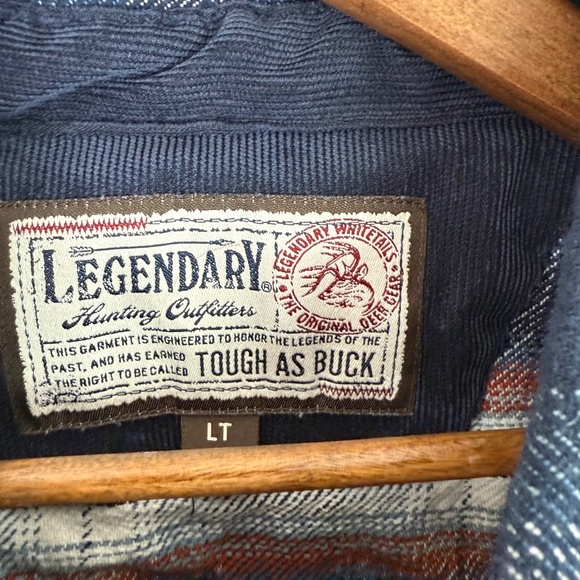 LEGENDARY®
Hunting Outfitters
LEGENDARY WHITETAILS
• THE ORIGINAL DEER GEAR •
THIS GARMENT IS ENGINEERED TO HONOR THE LEGENDS OF THE
PAST, AND HAS EARNED
THE RIGHT TO BE CALLED
TOUGH AS BUCK
LT